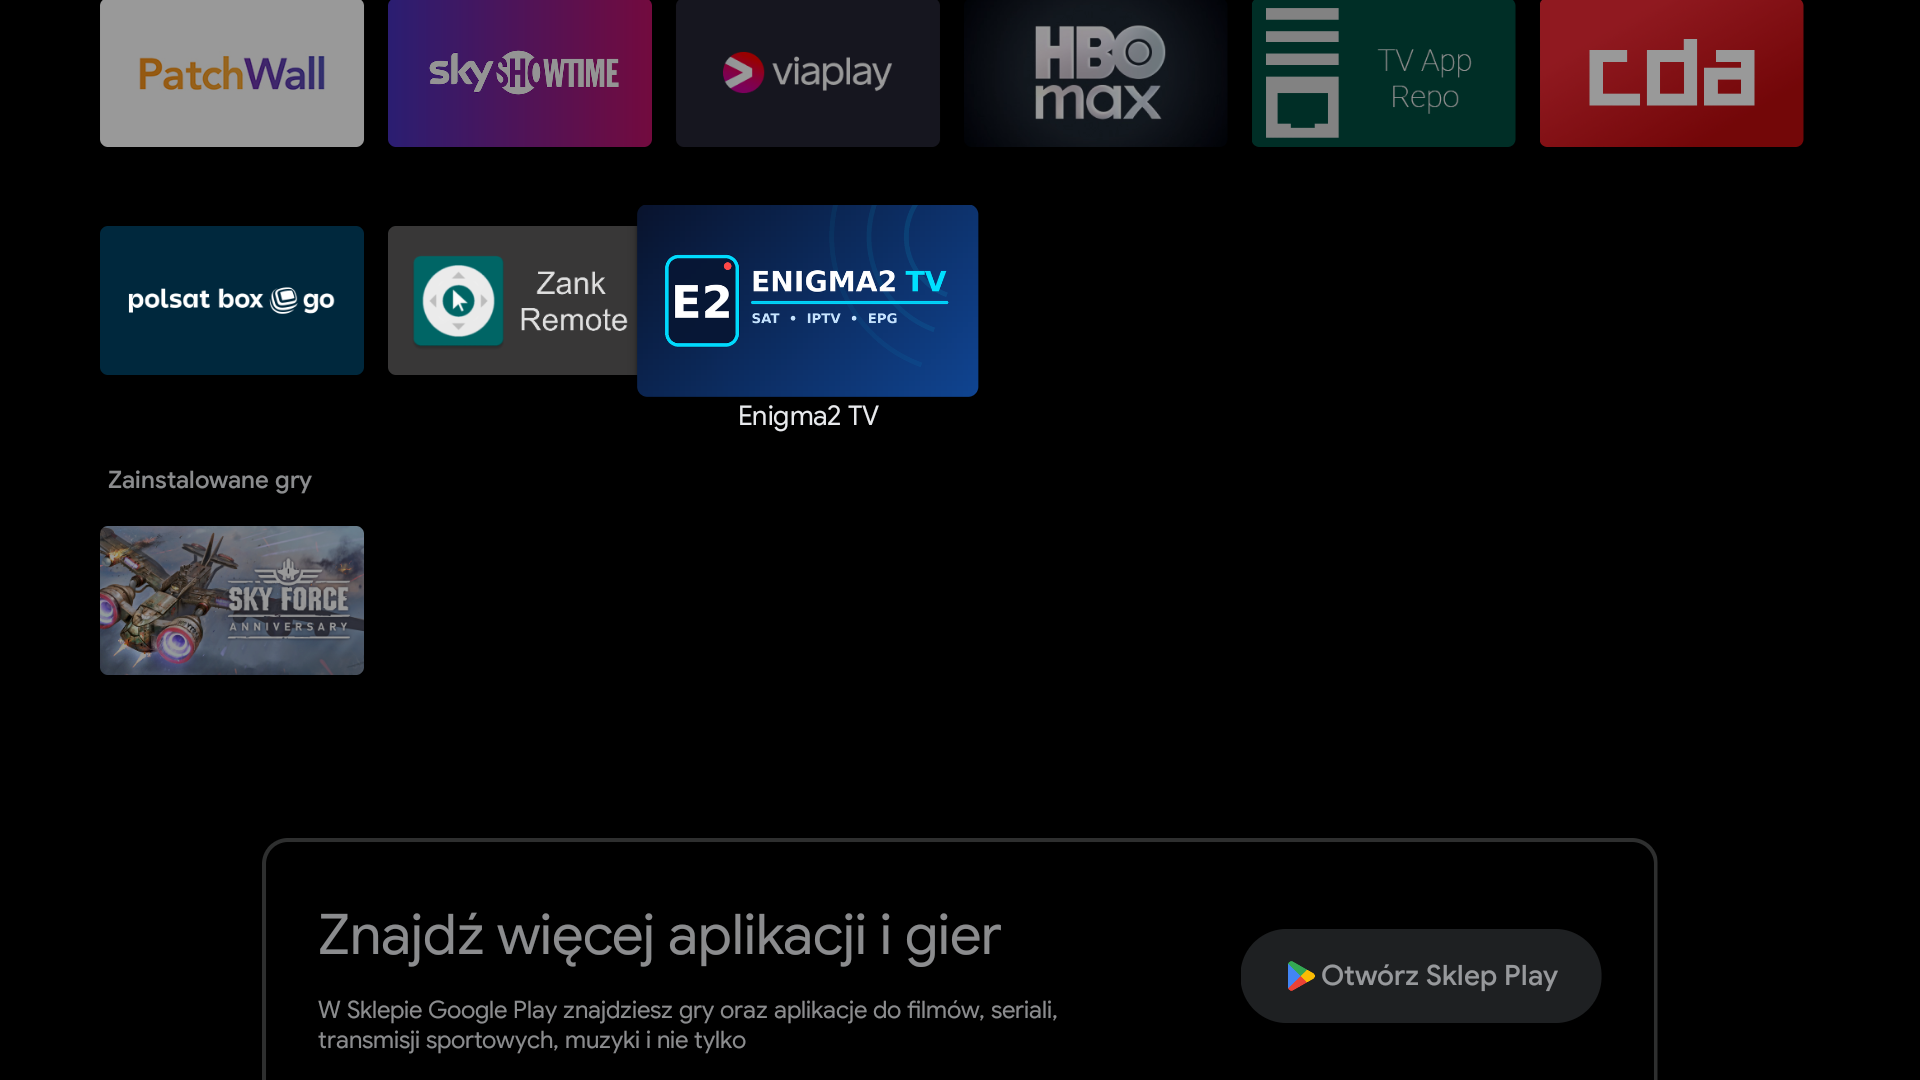 PatchWall
sky SHOWTIME
viaplay
HBO
max
TV App
Repo
cda
polsat box go
Zank
Remote
E2
ENIGMA2 TV
SAT • IPTV • EPG
Enigma2 TV
Zainstalowane gry
SKY FORCE
ANNIVERSARY
Znajdź więcej aplikacji i gier
W Sklepie Google Play znajdziesz gry oraz aplikacje do filmów, seriali,
transmisji sportowych, muzyki i nie tylko
Otwórz Sklep Play